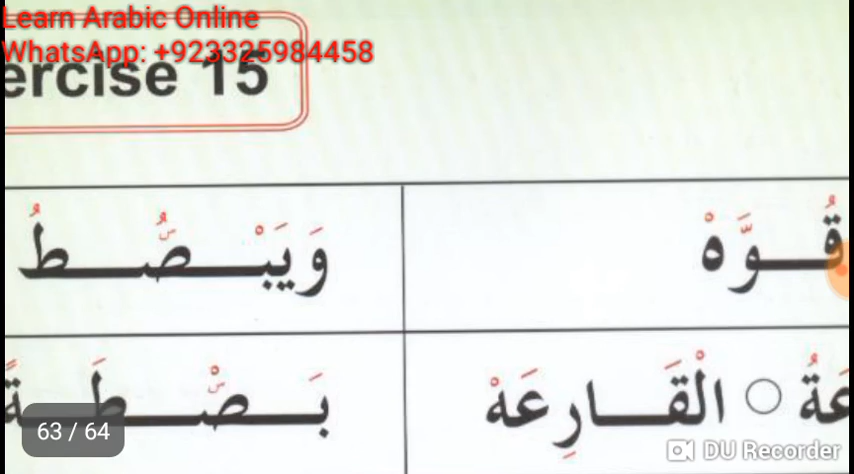 Learn Arabic Online
WhatsApp: +923325984458
ercise 15
قُوَّهْ
وَيَبْصُۜطُ
عَةُ ○ الْقَارِعَهْ
بَصْۜطَةً
63 / 64
DU Recorder